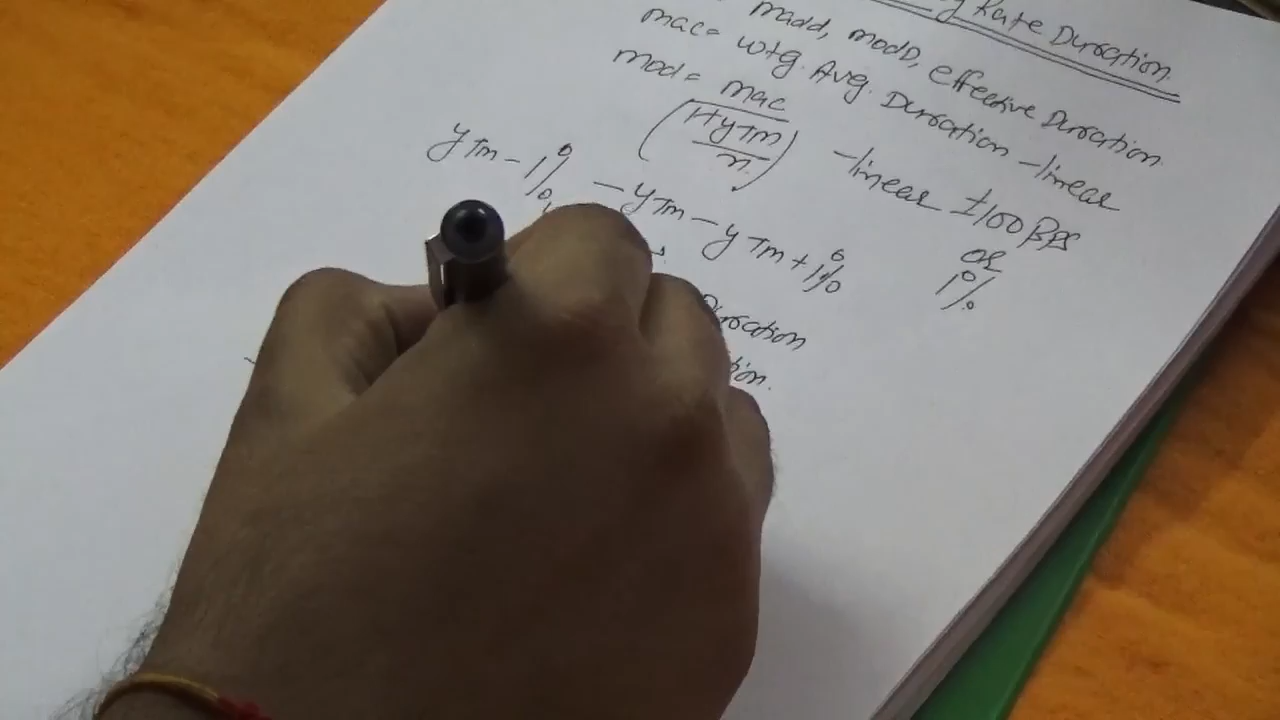 Rate Duration
macD, modD, effective Duration
mac = wtg. Avg. Duration - linear
mod = mac
(1+YTM
n) - linear ±100 BPS
or
1%
YTM - 1% - YTM - YTM + 1%
Duration